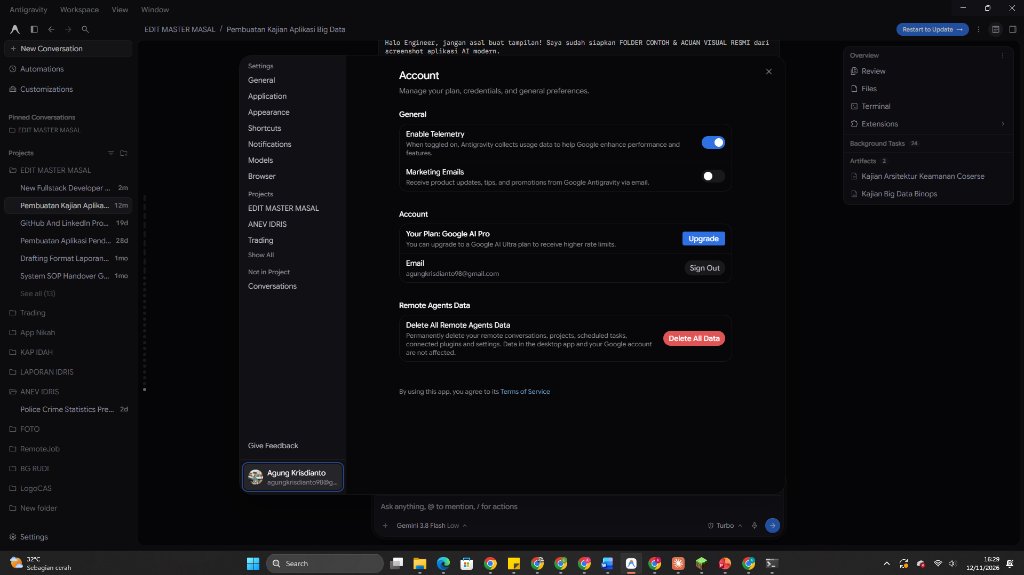 Antigravity Workspace View Window
EDIT MASTER MASAL / Pembuatan Kajian Aplikasi Big Data
Restart to Update →
+ New Conversation
Automations
Customizations
Pinned Conversations
EDIT MASTER MASAL
Projects
EDIT MASTER MASAL
New Fullstack Developer ... 2m
Pembuatan Kajian Aplika... 12m
GitHub And LinkedIn Pro... 19d
Pembuatan Aplikasi Pend... 28d
Drafting Format Laporan... 1mo
System SOP Handover G... 1mo
See all (13)
Trading
App Nikah
KAP IDAH
LAPORAN IDRIS
ANEV IDRIS
Police Crime Statistics Pre... 2d
FOTO
RemoteJob
BG RUDI
LogoCAS
New folder
Settings
Halo Engineer, jangan asal buat tampilan! Saya sudah siapkan FOLDER CONTOH & ACUAN VISUAL RESMI dari
screenshot aplikasi AI modern.
Settings
General
Application
Appearance
Shortcuts
Notifications
Models
Browser
Projects
EDIT MASTER MASAL
ANEV IDRIS
Trading
Show All
Not in Project
Conversations
Give Feedback
Agung Krisdianto
agungkrisdianto98@g...
Account
Manage your plan, credentials, and general preferences.
General
Enable Telemetry
When toggled on, Antigravity collects usage data to help Google enhance performance and
features.
Marketing Emails
Receive product updates, tips, and promotions from Google Antigravity via email.
Account
Your Plan: Google AI Pro
You can upgrade to a Google AI Ultra plan to receive higher rate limits.
Upgrade
Email
agungkrisdianto98@gmail.com
Sign Out
Remote Agents Data
Delete All Remote Agents Data
Permanently delete your remote conversations, projects, scheduled tasks,
connected plugins and settings. Data in the desktop app and your Google account
are not affected.
Delete All Data
By using this app, you agree to its Terms of Service
Ask anything, @ to mention, / for actions
+ Gemini 3.8 Flash Low
Turbo
Overview
Review
Files
Terminal
Extensions
Background Tasks 24
Artifacts 2
Kajian Arsitektur Keamanan Coserse
Kajian Big Data Binops
32°C
Sebagian cerah
Search
16:29
12/11/2026